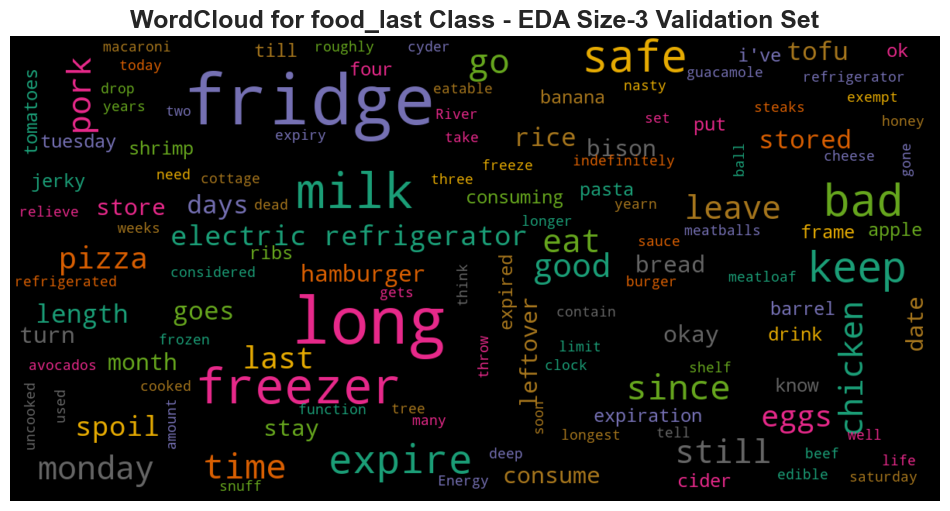 WordCloud for food_last Class - EDA Size-3 Validation Set
macaroni
till
roughly
cyder
safe
i've
tofu
ok
today
four
go
guacamole
refrigerator
pork
tomatoes
drop
years
two
fridge
eatable
River
banana
nasty
steaks
exempt
honey
tuesday
shrimp
expiry
take
rice
bison
set
put
stored
ball
cheese
gone
jerky
need
cottage
dead
milk
three
freeze
consuming
indefinitely
pasta
yearn
relieve
store
days
longer
leave
meatballs
bad
weeks
electric refrigerator
eat
sauce
frame
apple
pizza
ribs
considered
hamburger
think
good
bread
burger
meatloaf
keep
refrigerated
gets
expired
length
goes
long
contain
barrel
date
turn
frozen
leftover
limit
okay
drink
chicken
avocados
month
last
throw
clock
shelf
uncooked
used
cooked
freezer
since
know
amount
function
tree
many
soon
expiration
eggs
spoil
stay
longest
tell
well
monday
time
expire
deep
still
beef
life
snuff
Energy
consume
cider
edible
saturday